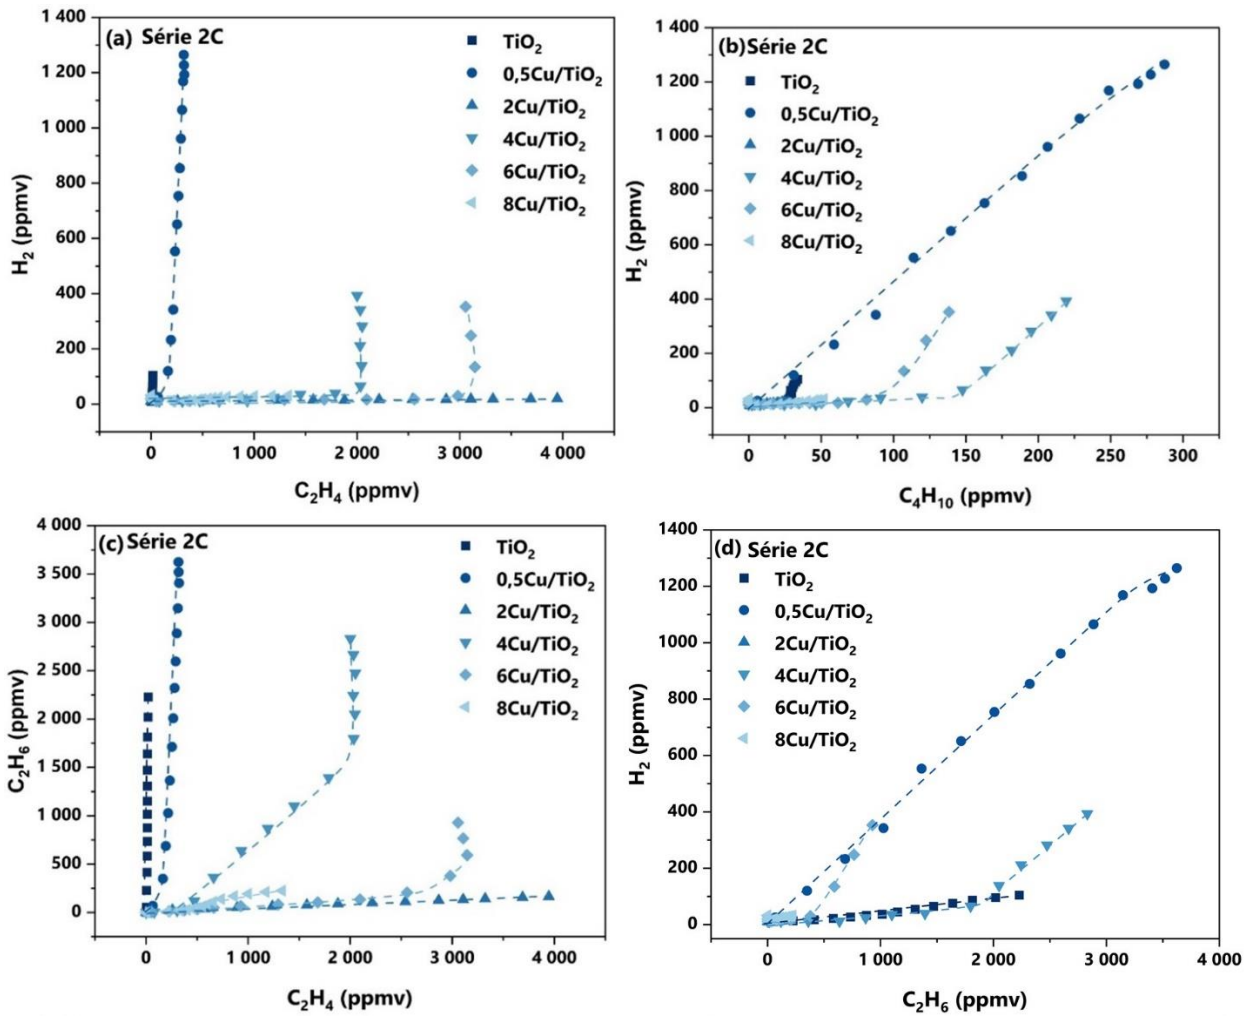 (a) Série 2C
TiO₂
0,5Cu/TiO₂
2Cu/TiO₂
4Cu/TiO₂
6Cu/TiO₂
8Cu/TiO₂
1 400
1 200
1 000
800
600
400
200
0
H₂ (ppmv)
0
1 000
2 000
3 000
4 000
C₂H₄ (ppmv)
(b) Série 2C
TiO₂
0,5Cu/TiO₂
2Cu/TiO₂
4Cu/TiO₂
6Cu/TiO₂
8Cu/TiO₂
1 400
1 200
1 000
800
600
400
200
0
H₂ (ppmv)
0
50
100
150
200
250
300
C₄H₁₀ (ppmv)
(c) Série 2C
TiO₂
0,5Cu/TiO₂
2Cu/TiO₂
4Cu/TiO₂
6Cu/TiO₂
8Cu/TiO₂
4 000
3 500
3 000
2 500
2 000
1 500
1 000
500
0
C₂H₆ (ppmv)
0
1 000
2 000
3 000
4 000
C₂H₄ (ppmv)
(d) Série 2C
TiO₂
0,5Cu/TiO₂
2Cu/TiO₂
4Cu/TiO₂
6Cu/TiO₂
8Cu/TiO₂
1400
1200
1000
800
600
400
200
0
H₂ (ppmv)
0
1 000
2 000
3 000
4 000
C₂H₆ (ppmv)